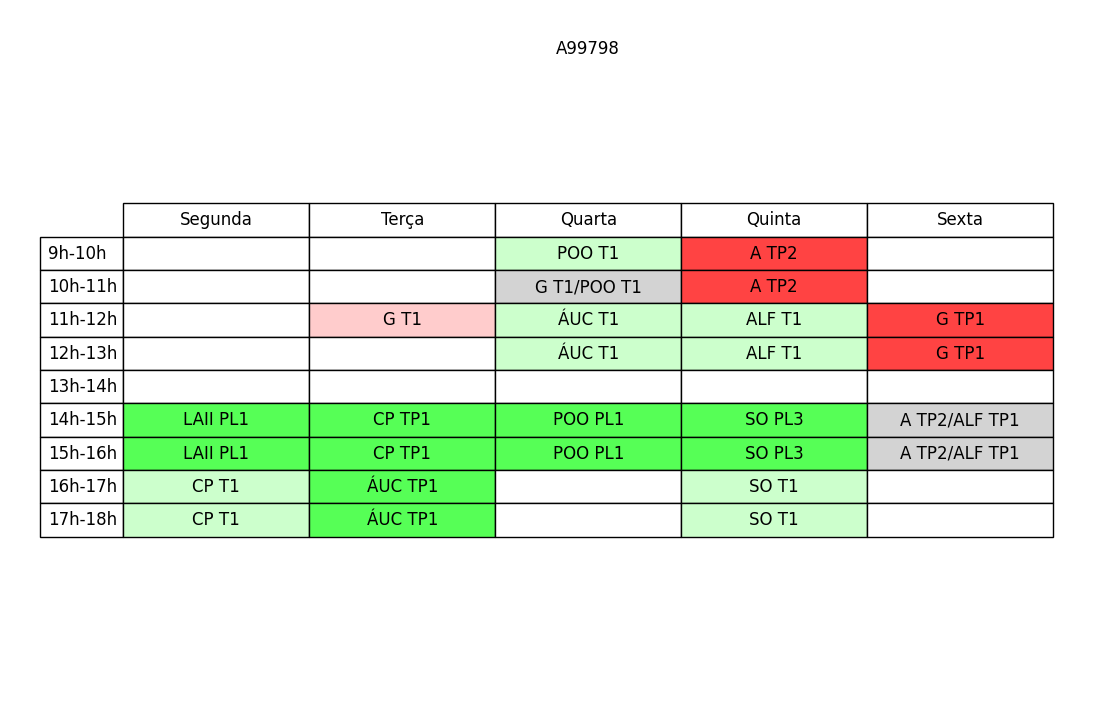 A99798
Segunda Terça Quarta Quinta Sexta
9h-10h POO T1 A TP2
10h-11h G T1/POO T1 A TP2
11h-12h G T1 ÁUC T1 ALF T1 G TP1
12h-13h ÁUC T1 ALF T1 G TP1
13h-14h
14h-15h LAII PL1 CP TP1 POO PL1 SO PL3 A TP2/ALF TP1
15h-16h LAII PL1 CP TP1 POO PL1 SO PL3 A TP2/ALF TP1
16h-17h CP T1 ÁUC TP1 SO T1
17h-18h CP T1 ÁUC TP1 SO T1